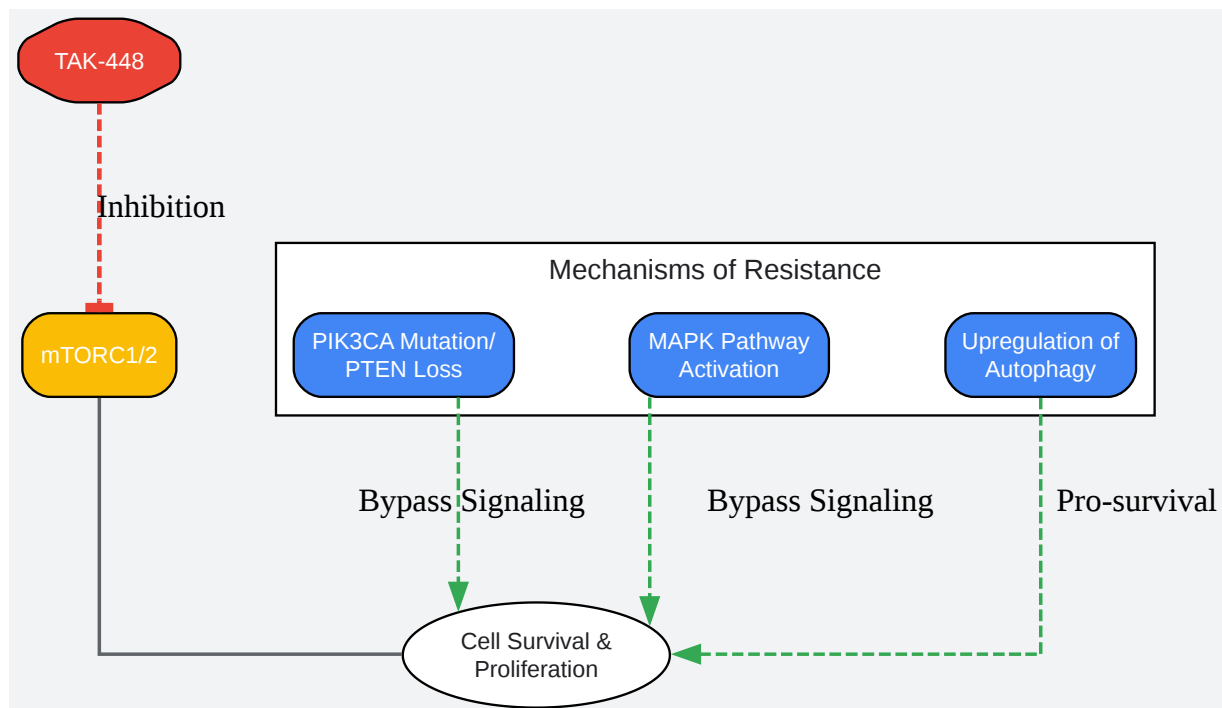 TAK-448
Inhibition
Mechanisms of Resistance
mTORC1/2
PIK3CA Mutation/
PTEN Loss
MAPK Pathway
Activation
Upregulation of
Autophagy
Bypass Signaling
Bypass Signaling
Pro-survival
Cell Survival &
Proliferation